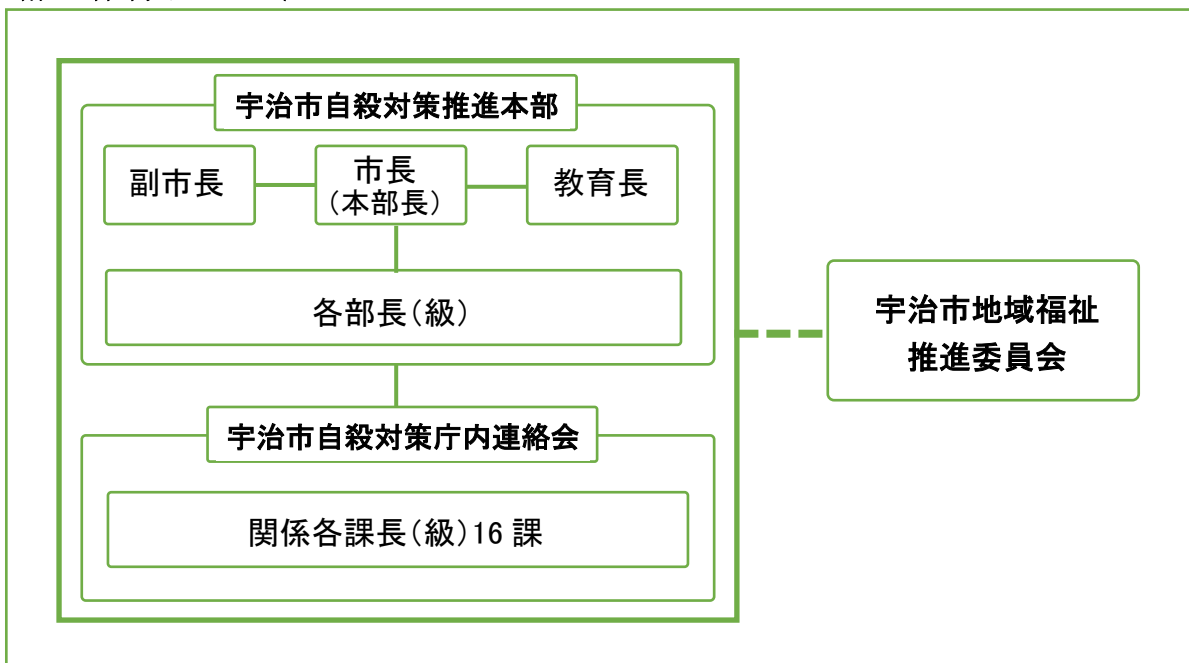 宇治市自殺対策推進本部
副市長
市長
(本部長)
教育長
各部長(級)
宇治市自殺対策庁内連絡会
関係各課長(級)16 課
宇治市地域福祉
推進委員会